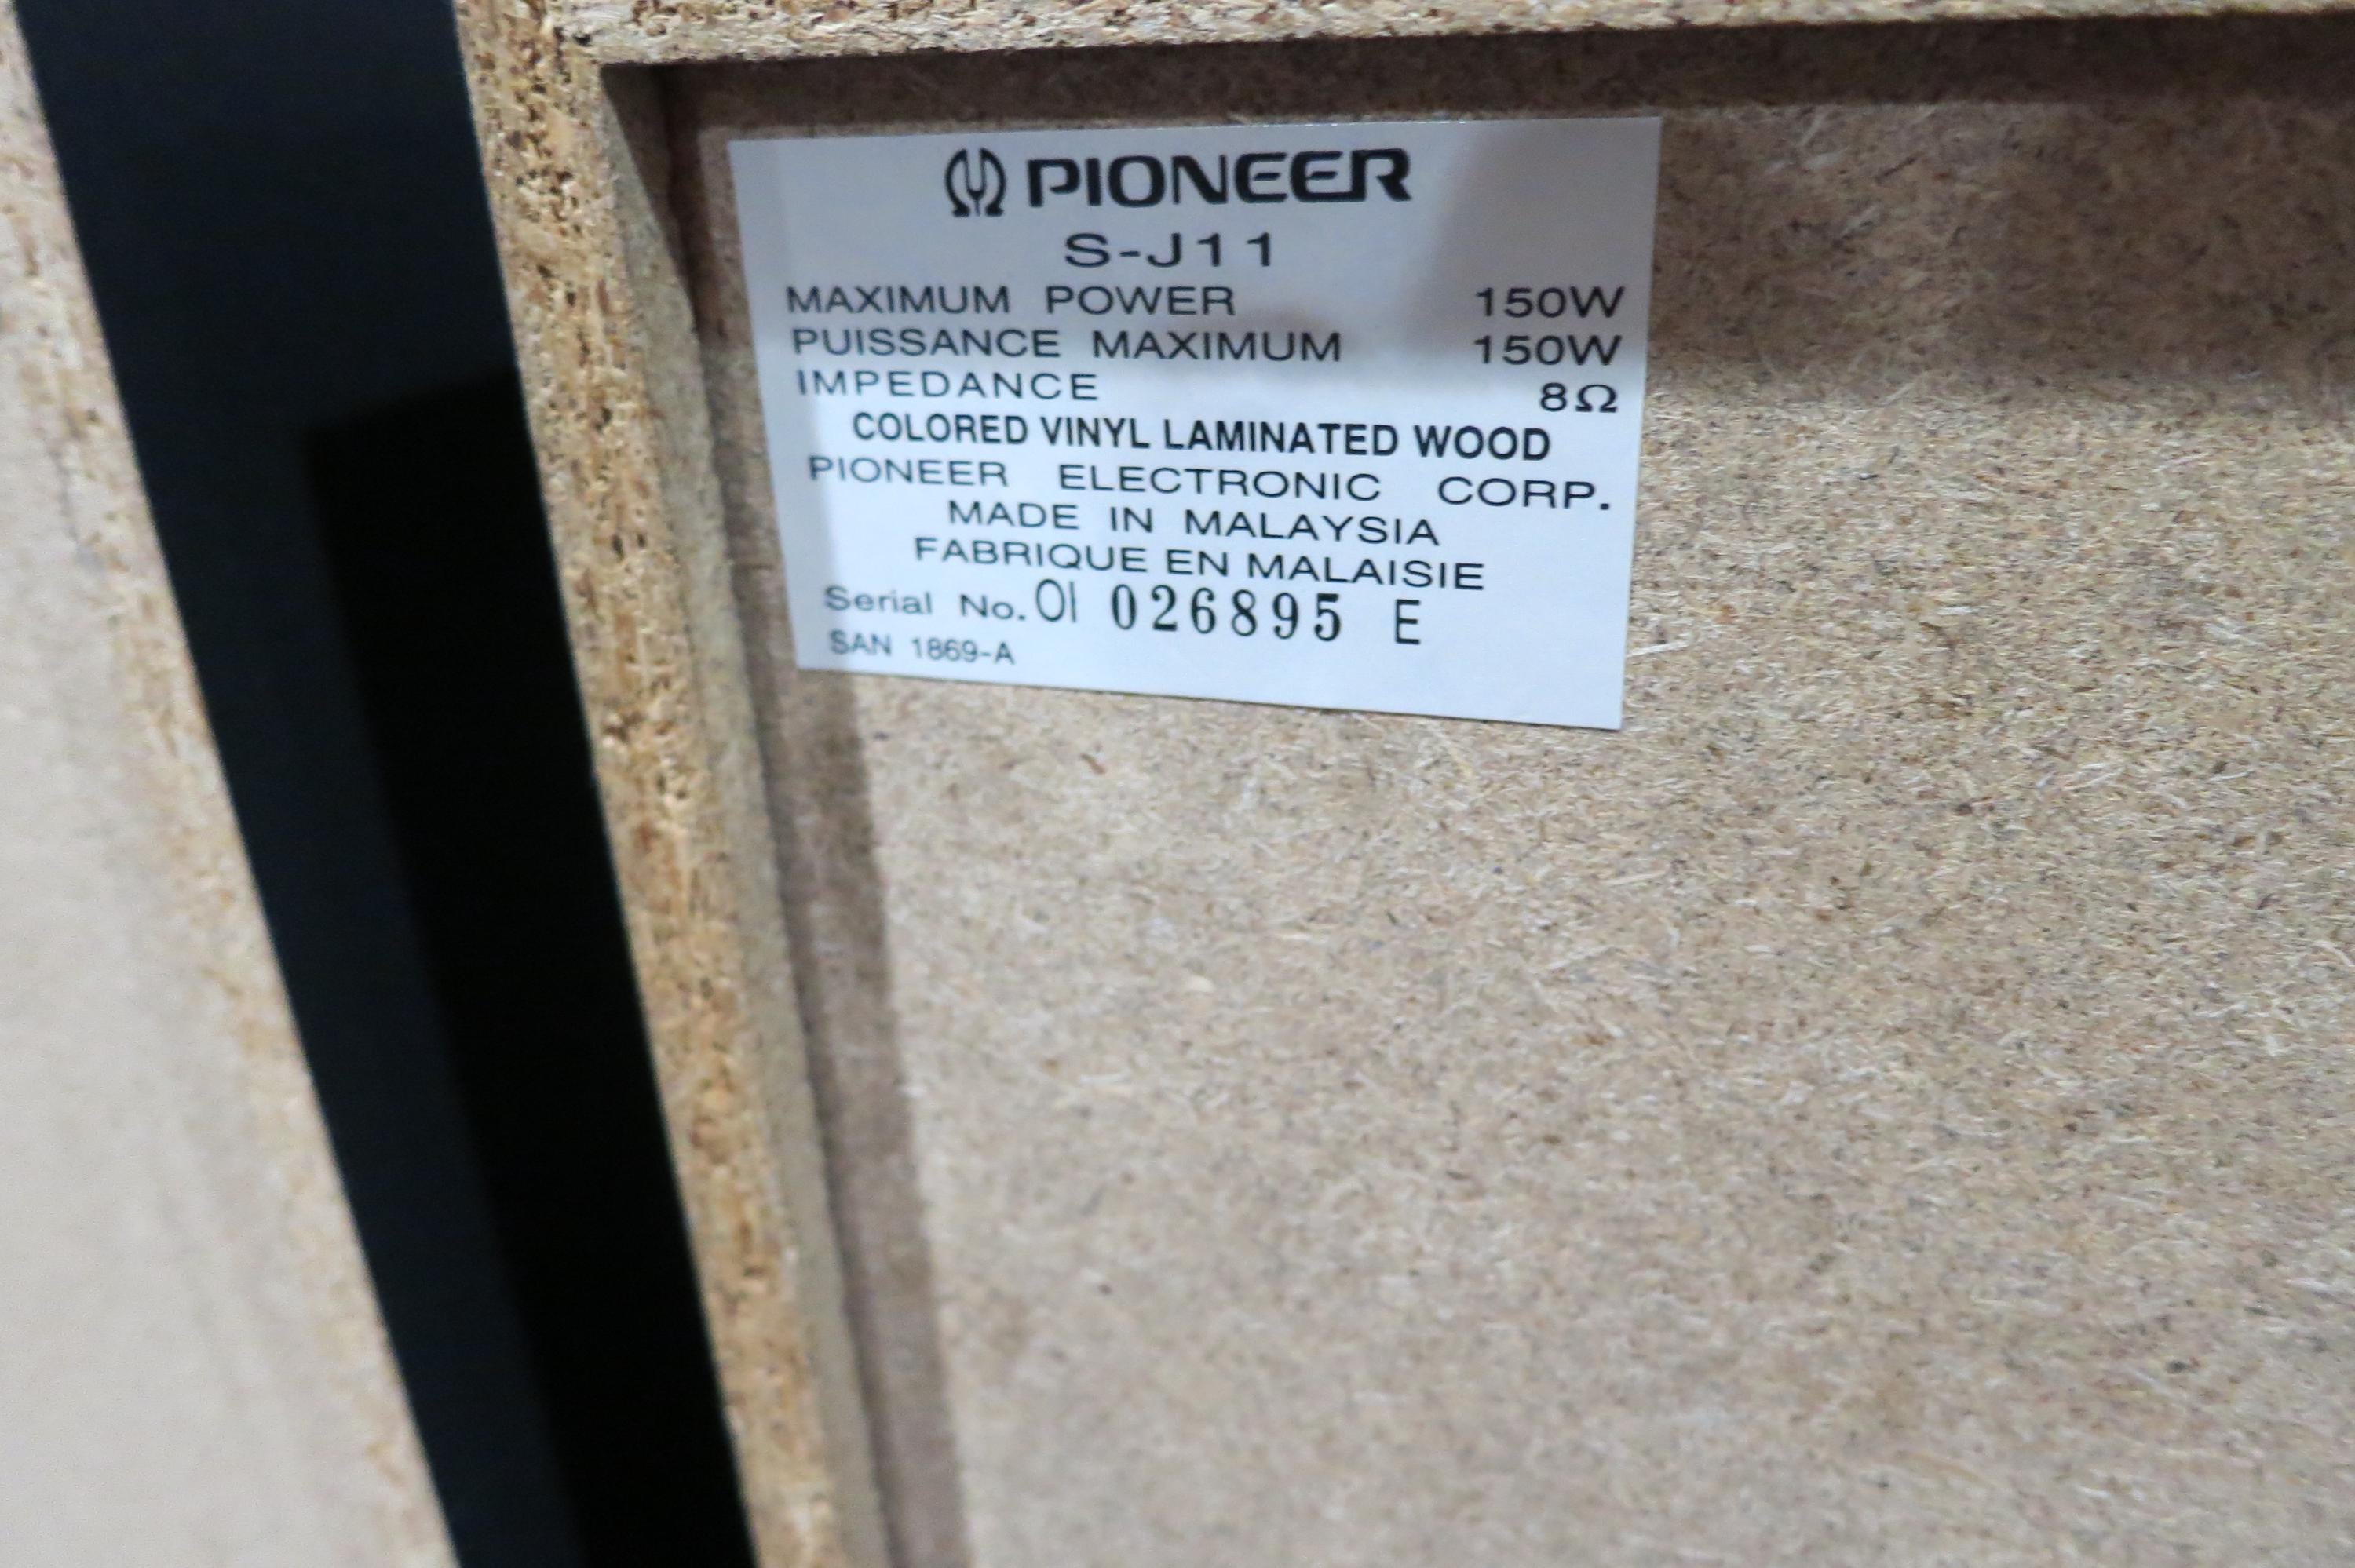 PIONEER
S-J11
MAXIMUM POWER 150W
PUISSANCE MAXIMUM 150W
IMPEDANCE 8Ω
COLORED VINYL LAMINATED WOOD
PIONEER ELECTRONIC CORP.
MADE IN MALAYSIA
FABRIQUE EN MALAISIE
Serial No. OI 026895 E
SAN 1869-A